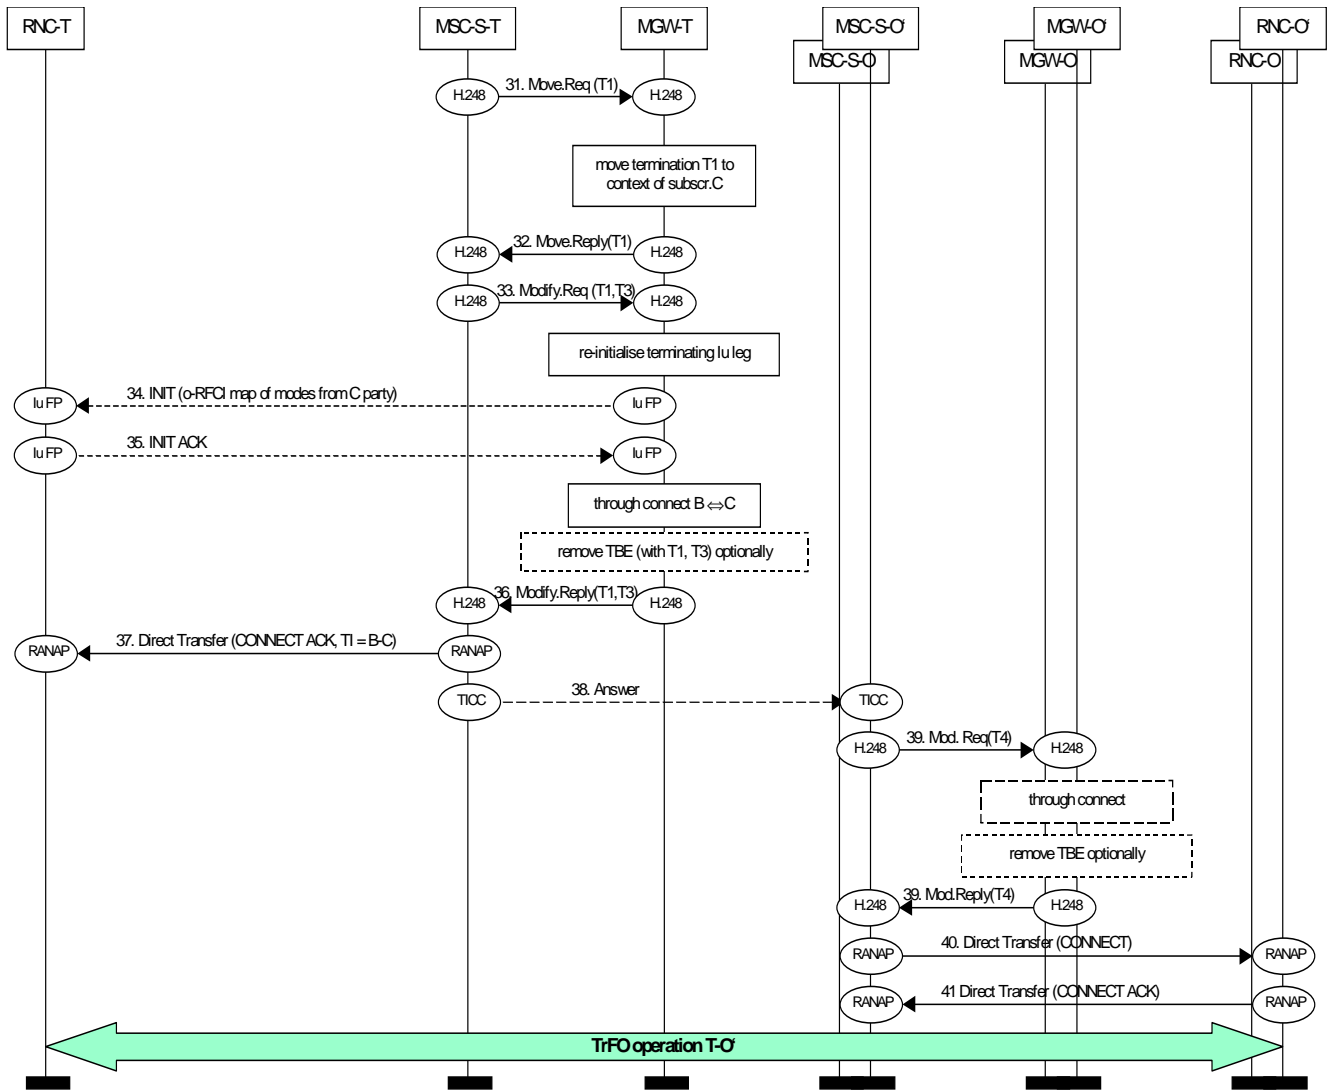 RNC-T
MSC-S-T
MGW-T
MSC-S-O'
MGW-O'
RNC-O'
MSC-S-O
MGW-O
RNC-O
H.248
31. Move.Req (T1)
H.248
move termination T1 to
context of subscr.C
H.248
32. Move.Reply(T1)
H.248
H.248
33. Modify.Req (T1,T3)
H.248
re-initialise terminating Iu leg
Iu FP
34. INIT (o-RFCI map of modes from C party)
Iu FP
Iu FP
35. INIT ACK
Iu FP
through connect B ⇔ C
remove TBE (with T1, T3) optionally
H.248
36. Modify.Reply(T1,T3)
H.248
RANAP
37. Direct Transfer (CONNECT ACK, TI = B-C)
RANAP
TICC
38. Answer
TICC
H.248
39. Mod. Req(T4)
H.248
through connect
remove TBE optionally
H.248
39. Mod.Reply(T4)
H.248
RANAP
40. Direct Transfer (CONNECT)
RANAP
RANAP
41 Direct Transfer (CONNECT ACK)
RANAP
TrFO operation T-O'